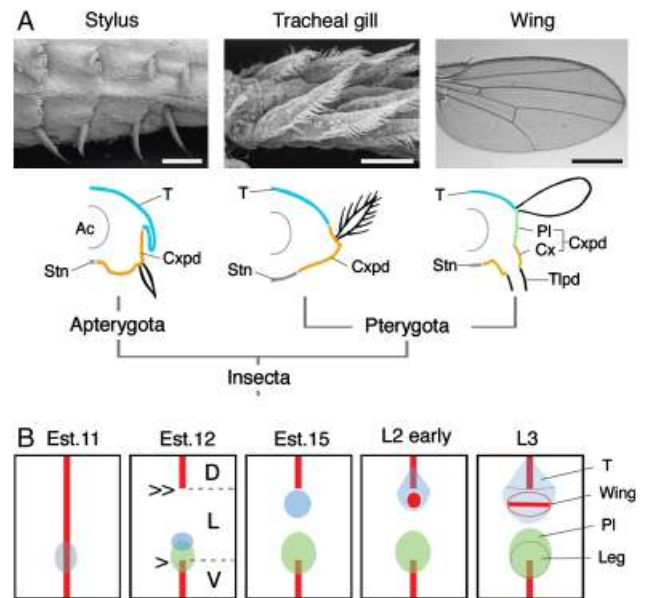 A Stylus Tracheal gill Wing
T T T
Ac Pl
Cx Cxpd
Stn Cxpd Stn Cxpd Stn Tlpd
Apterygota Pterygota
Insecta
B Est.11 Est.12 Est.15 L2 early L3
D T
>> Wing
L Pl
> Leg
V